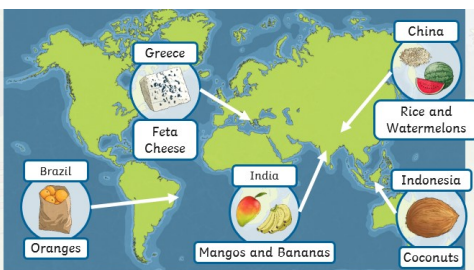 China
Greece
Rice and
Watermelons
Feta
Cheese
Brazil
India
Indonesia
Oranges
Mangos and Bananas
Coconuts